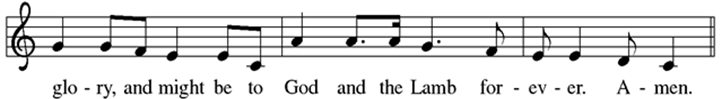 glo - ry, and might be to God and the Lamb for - ev - er. A - men.